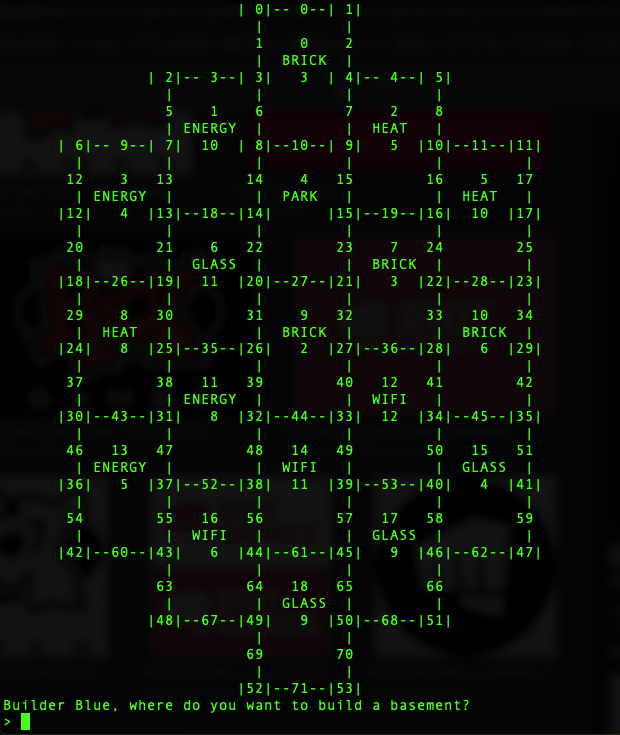 | 0|-- 0--| 1|
|         |
1    0    2
|  BRICK  |
| 2|-- 3--| 3|   3  | 4|-- 4--| 5|
|         |         |         |
5    1    6         7    2    8
| ENERGY  |         |  HEAT   |
| 6|-- 9--| 7|  10  | 8|--10--| 9|   5  |10|--11--|11|
|         |         |         |         |         |
12    3   13        14    4   15        16    5   17
| ENERGY  |         |  PARK   |         |  HEAT   |
|12|   4  |13|--18--|14|      |15|--19--|16|  10  |17|
|         |         |         |         |         |
20        21    6   22        23    7   24        25
|         |  GLASS  |         |  BRICK  |         |
|18|--26--|19|  11  |20|--27--|21|   3  |22|--28--|23|
|         |         |         |         |         |
29    8   30        31    9   32        33   10   34
|  HEAT   |         |  BRICK  |         |  BRICK  |
|24|   8  |25|--35--|26|   2  |27|--36--|28|   6  |29|
|         |         |         |         |         |
37        38   11   39        40   12   41        42
|         | ENERGY  |         |  WIFI   |         |
|30|--43--|31|   8  |32|--44--|33|  12  |34|--45--|35|
|         |         |         |         |         |
46   13   47        48   14   49        50   15   51
| ENERGY  |         |  WIFI   |         |  GLASS  |
|36|   5  |37|--52--|38|  11  |39|--53--|40|   4  |41|
|         |         |         |         |         |
54        55   16   56        57   17   58        59
|         |  WIFI   |         |  GLASS  |         |
|42|--60--|43|   6  |44|--61--|45|   9  |46|--62--|47|
|         |         |         |
63        64   18   65        66
|         |  GLASS  |         |
|48|--67--|49|   9  |50|--68--|51|
|         |
69        70
|         |
|52|--71--|53|
Builder Blue, where do you want to build a basement?
>